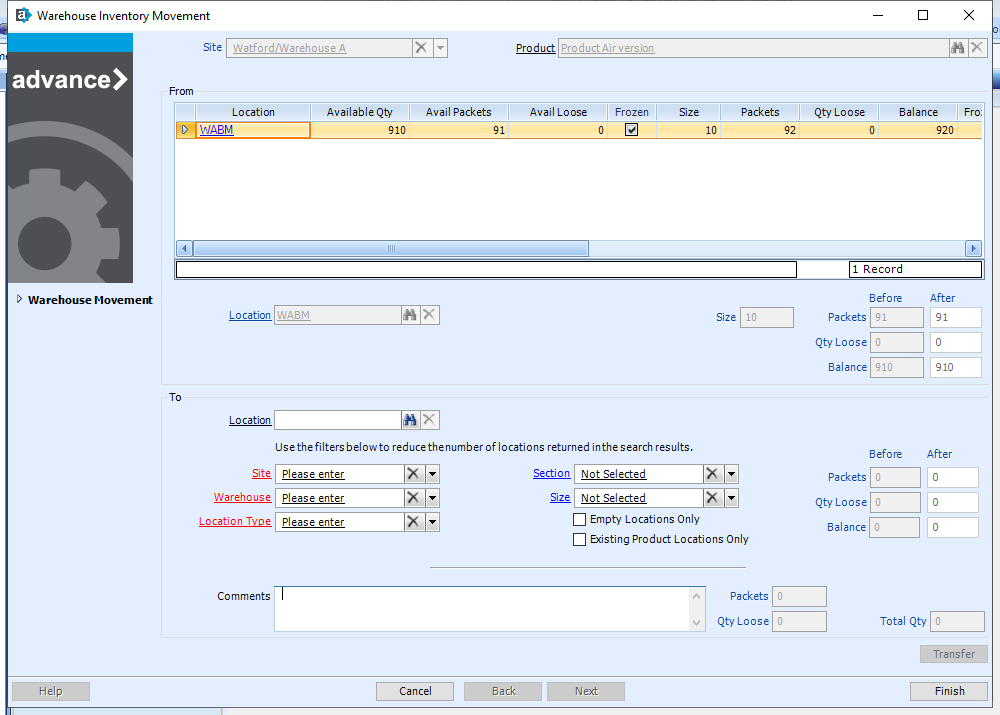 Warehouse Inventory Movement
Site Watford/Warehouse A Product Product Air version
advance
From
Location Available Qty Avail Packets Avail Loose Frozen Size Packets Qty Loose Balance Fro
WABM 910 91 0 10 92 0 920
1 Record
Warehouse Movement
Before After
Location WABM Size 10 Packets 91 91
Qty Loose 0 0
Balance 910 910
To
Location
Use the filters below to reduce the number of locations returned in the search results.
Before After
Site Please enter Section Not Selected Packets 0 0
Warehouse Please enter Size Not Selected Qty Loose 0 0
Location Type Please enter Empty Locations Only Balance 0 0
Existing Product Locations Only
Comments Packets 0
Qty Loose 0 Total Qty 0
Transfer
Help Cancel Back Next Finish